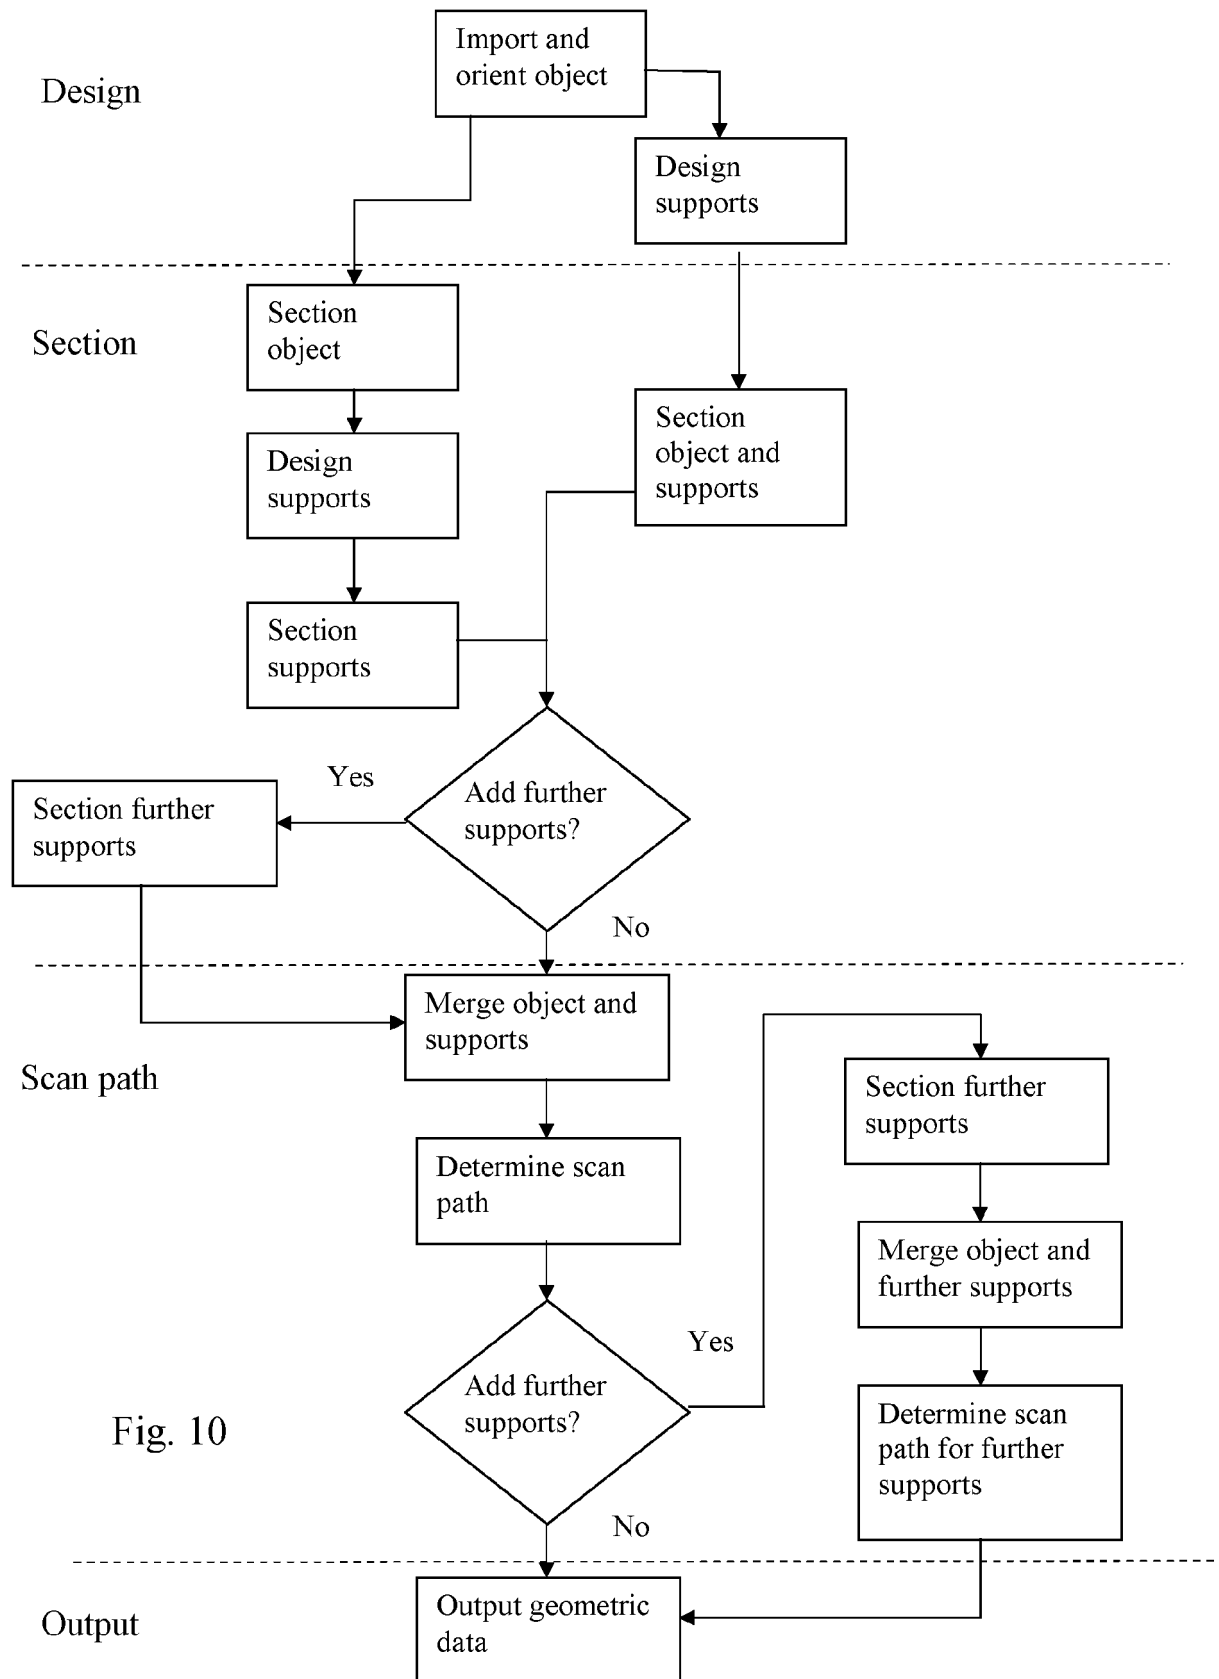 Import and
orient object
Design
Design
supports
Section
object
Section
Section
object and
supports
Design
supports
Section
supports
Yes
Add further
supports?
Section further
supports
No
Merge object and
supports
Scan path
Section further
supports
Determine scan
path
Merge object and
further supports
Yes
Add further
supports?
Determine scan
path for further
supports
Fig. 10
No
Output geometric
data
Output